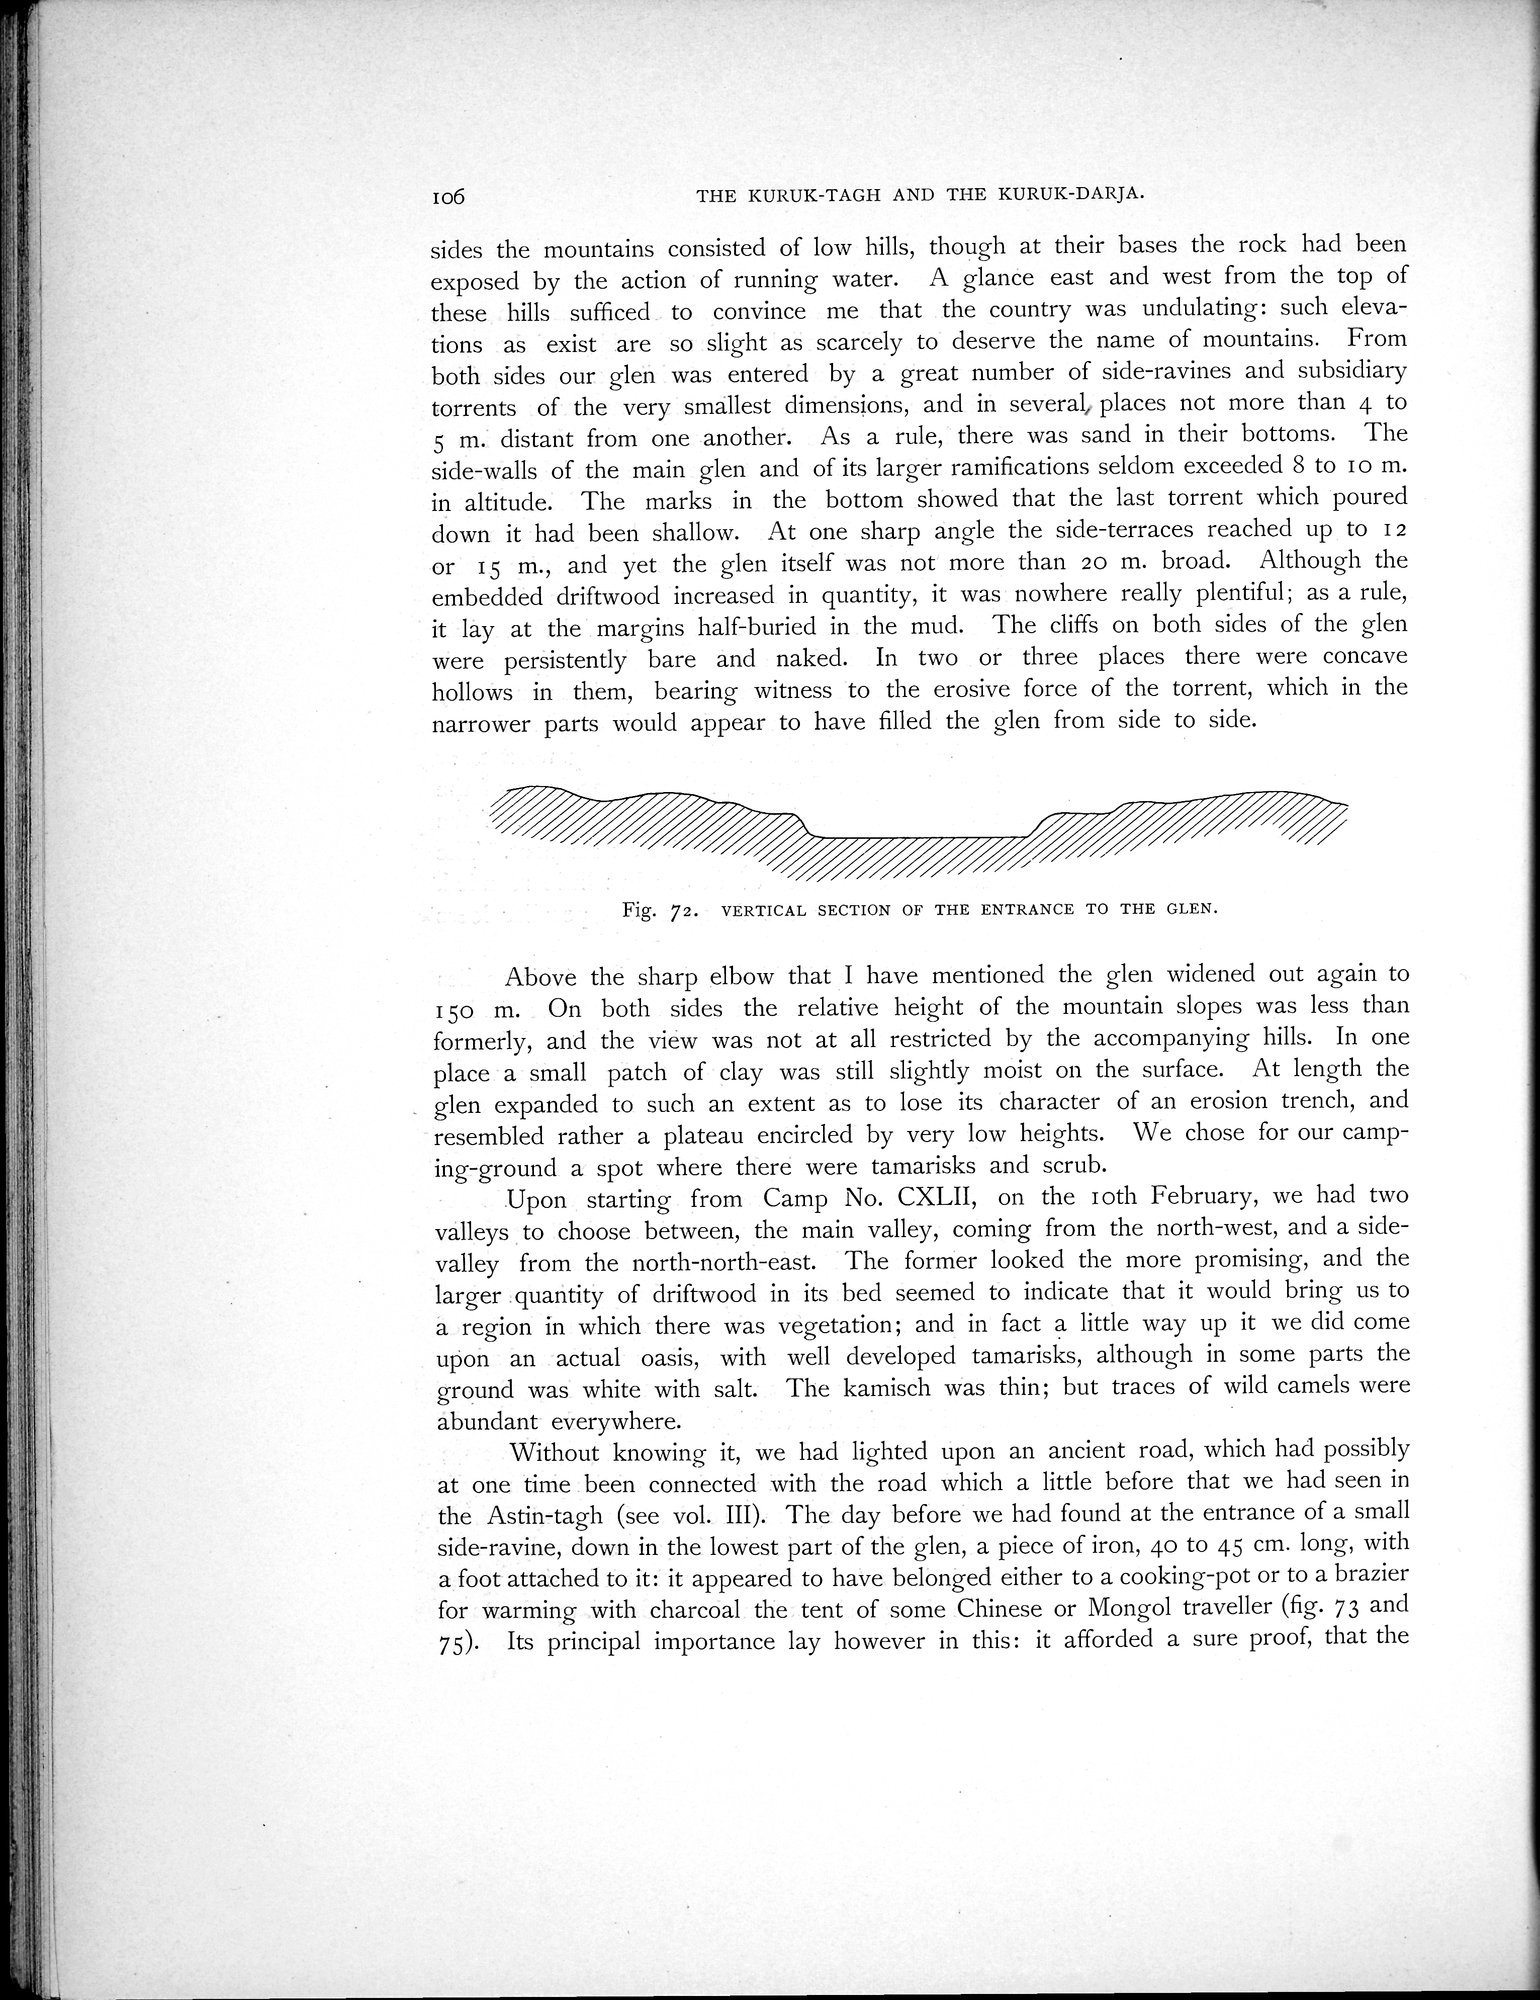 106 THE KURUK-TAGH AND THE KURUK-DARJA.
sides the mountains consisted of low hills, though at their bases the rock had been
exposed by the action of running water. A glance east and west from the top of
these hills sufficed to convince me that the country was undulating: such eleva-
tions as exist are so slight as scarcely to deserve the name of mountains. From
both sides our glen was entered by a great number of side-ravines and subsidiary
torrents of the very smallest dimensions, and in several, places not more than 4 to
5 m. distant from one another. As a rule, there was sand in their bottoms. The
side-walls of the main glen and of its larger ramifications seldom exceeded 8 to 10 m.
in altitude. The marks in the bottom showed that the last torrent which poured
down it had been shallow. At one sharp angle the side-terraces reached up to 12
or 15 m., and yet the glen itself was not more than 20 m. broad. Although the
embedded driftwood increased in quantity, it was nowhere really plentiful; as a rule,
it lay at the margins half-buried in the mud. The cliffs on both sides of the glen
were persistently bare and naked. In two or three places there were concave
hollows in them, bearing witness to the erosive force of the torrent, which in the
narrower parts would appear to have filled the glen from side to side.
Fig. 72. VERTICAL SECTION OF THE ENTRANCE TO THE GLEN.
Above the sharp elbow that I have mentioned the glen widened out again to
150 m. On both sides the relative height of the mountain slopes was less than
formerly, and the view was not at all restricted by the accompanying hills. In one
place a small patch of clay was still slightly moist on the surface. At length the
glen expanded to such an extent as to lose its character of an erosion trench, and
resembled rather a plateau encircled by very low heights. We chose for our camp-
ing-ground a spot where there were tamarisks and scrub.
Upon starting from Camp No. CXLII, on the 10th February, we had two
valleys to choose between, the main valley, coming from the north-west, and a side-
valley from the north-north-east. The former looked the more promising, and the
larger quantity of driftwood in its bed seemed to indicate that it would bring us to
a region in which there was vegetation; and in fact a little way up it we did come
upon an actual oasis, with well developed tamarisks, although in some parts the
ground was white with salt. The kamisch was thin; but traces of wild camels were
abundant everywhere.
Without knowing it, we had lighted upon an ancient road, which had possibly
at one time been connected with the road which a little before that we had seen in
the Astin-tagh (see vol. III). The day before we had found at the entrance of a small
side-ravine, down in the lowest part of the glen, a piece of iron, 40 to 45 cm. long, with
a foot attached to it: it appeared to have belonged either to a cooking-pot or to a brazier
for warming with charcoal the tent of some Chinese or Mongol traveller (fig. 73 and
75). Its principal importance lay however in this: it afforded a sure proof, that the